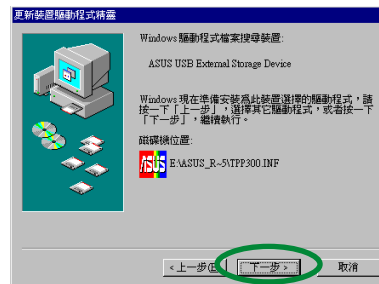 更新裝置驅動程式精靈
Windows 驅動程式檔案搜尋裝置:
ASUS USB External Storage Device
Windows 現在準備安裝為此裝置選擇的驅動程式，請
按一下「上一步」，選擇其它驅動程式，或者按一下
「下一步」，繼續執行。
磁碟機位置:
ASUS E:\ASUS_R~5\TPP300.INF
<上一步(B) 下一步> 取消